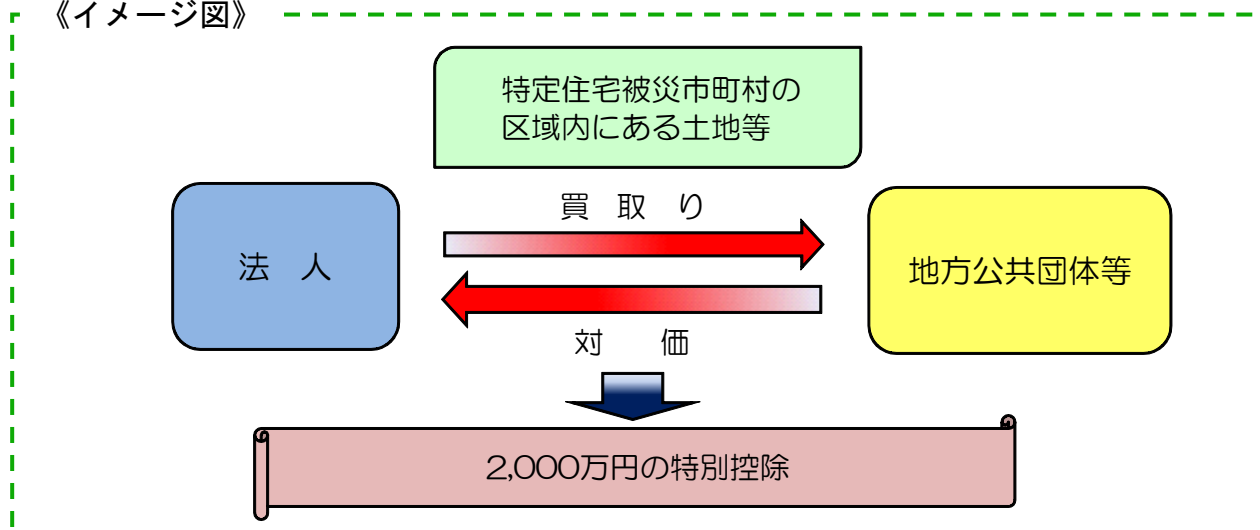 《イメージ図》
特定住宅被災市町村の
区域内にある土地等
買 取 り
法 人
地方公共団体等
対 価
2,000万円の特別控除